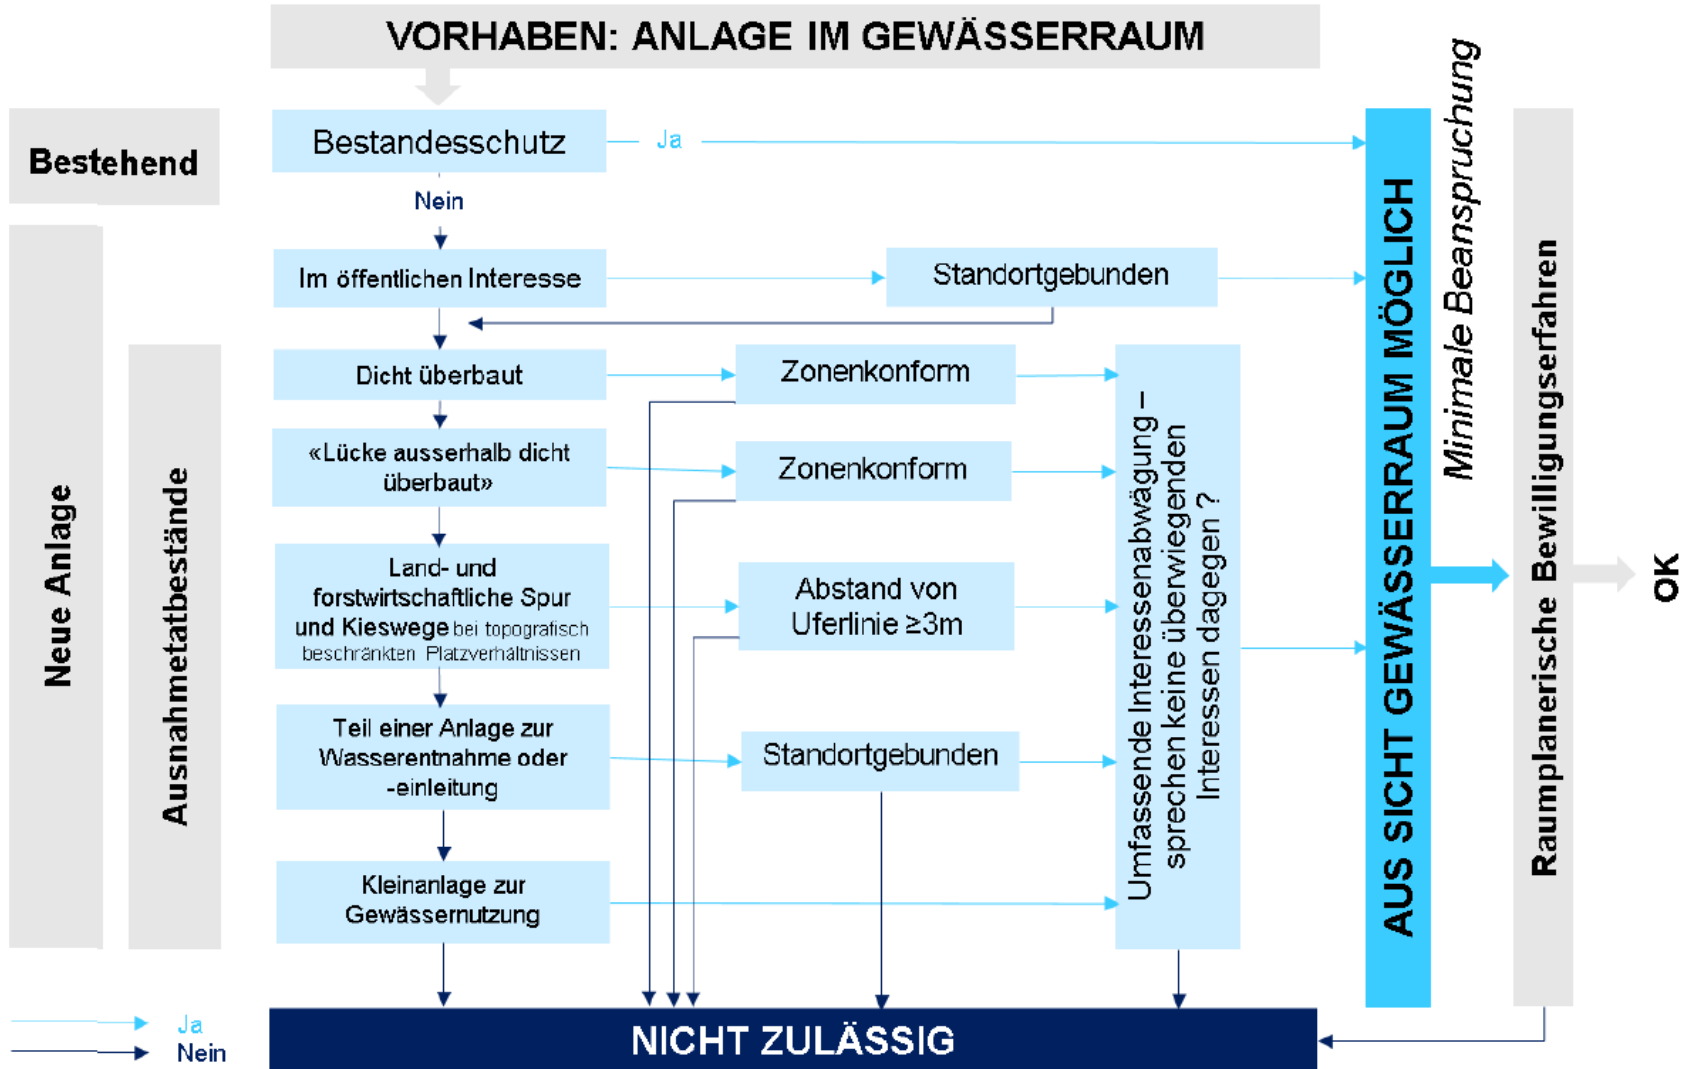 VORHABEN: ANLAGE IM GEWÄSSERRAUM
Bestehend
Bestandesschutz
Ja
Nein
Im öffentlichen Interesse
Standortgebunden
Neue Anlage
Ausnahmetatbestände
Dicht überbaut
Zonenkonform
«Lücke ausserhalb dicht
überbaut»
Zonenkonform
Land- und
forstwirtschaftliche Spur
und Kieswege bei topografisch
beschränkten Platzverhältnissen
Abstand von
Uferlinie ≥3m
Teil einer Anlage zur
Wasserentnahme oder
-einleitung
Standortgebunden
Kleinanlage zur
Gewässernutzung
Umfassende Interessenabwägung –
sprechen keine überwiegenden
Interessen dagegen ?
AUS SICHT GEWÄSSERRAUM MÖGLICH
Minimale Beanspruchung
Raumplanerische Bewilligungserfahren
OK
Ja
Nein
NICHT ZULÄSSIG